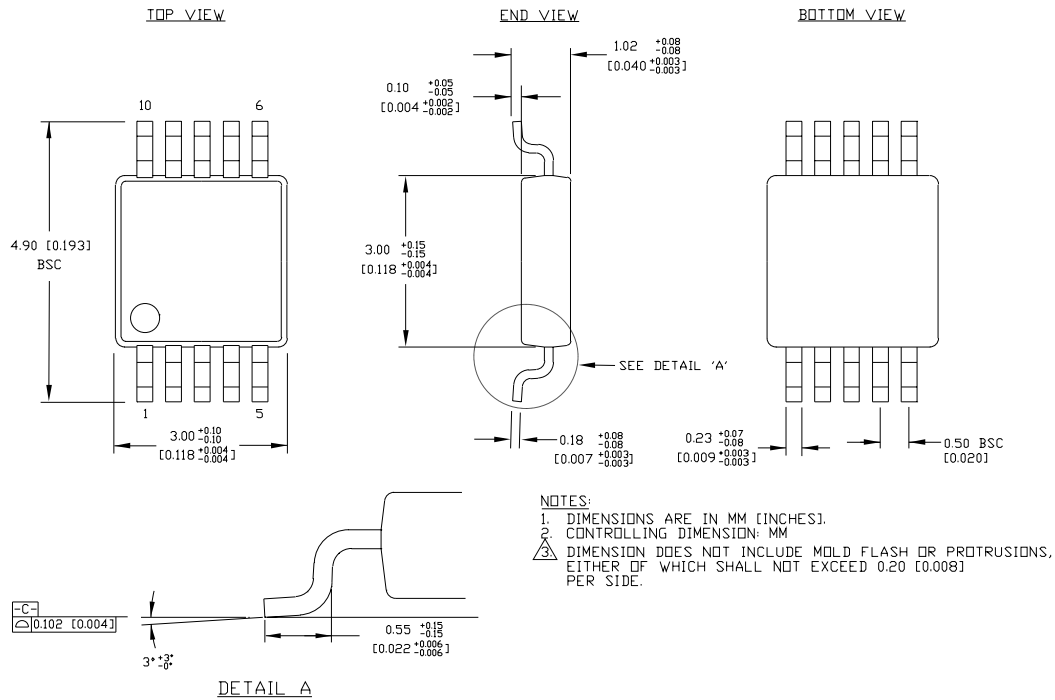 TOP VIEW
END VIEW
BOTTOM VIEW
1.02 +0.08 -0.08
[0.040 +0.003 -0.003]
0.10 +0.05 -0.05
[0.004 +0.002 -0.002]
10
6
4.90 [0.193]
BSC
3.00 +0.15 -0.15
[0.118 +0.004 -0.004]
SEE DETAIL 'A'
1
5
3.00 +0.10 -0.10
[0.118 +0.004 -0.004]
0.18 +0.08 -0.08
[0.007 +0.003 -0.003]
0.23 +0.07 -0.08
[0.009 +0.003 -0.003]
0.50 BSC
[0.020]
NOTES:
1. DIMENSIONS ARE IN MM [INCHES].
2. CONTROLLING DIMENSION: MM
3. DIMENSION DOES NOT INCLUDE MOLD FLASH OR PROTRUSIONS,
EITHER OF WHICH SHALL NOT EXCEED 0.20 [0.008]
PER SIDE.
-C-
0.102 [0.004]
3° +3° -0°
0.55 +0.15 -0.15
[0.022 +0.006 -0.006]
DETAIL A